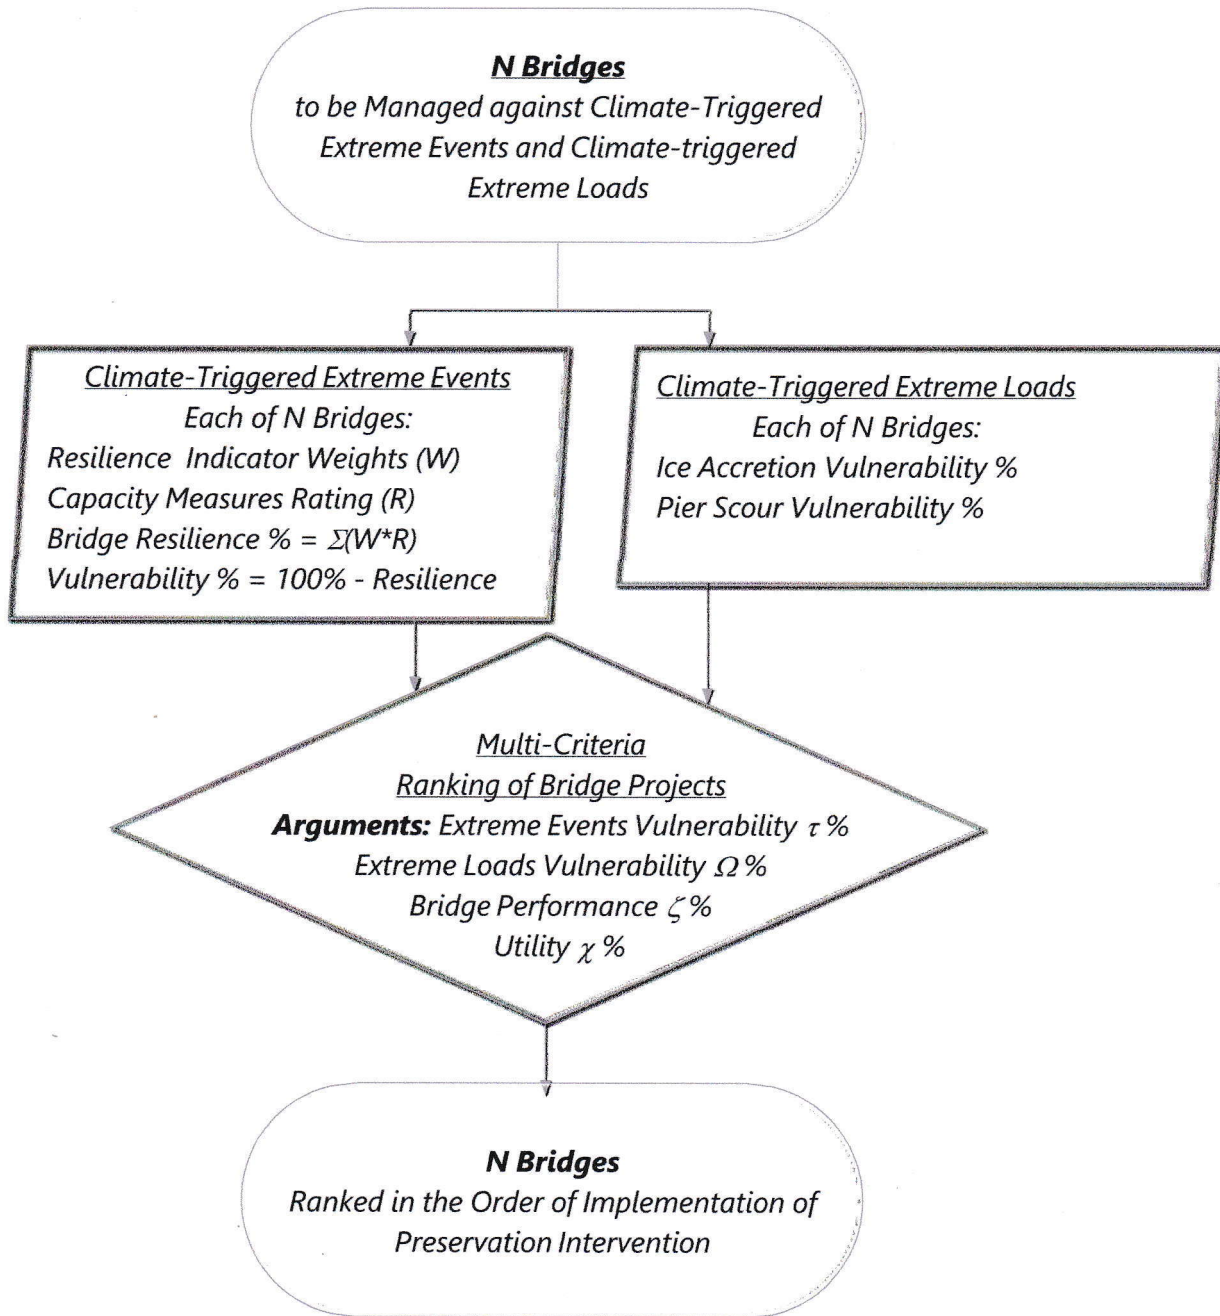 N Bridges
to be Managed against Climate-Triggered
Extreme Events and Climate-triggered
Extreme Loads
Climate-Triggered Extreme Events
Each of N Bridges:
Resilience Indicator Weights (W)
Capacity Measures Rating (R)
Bridge Resilience % = Σ(W*R)
Vulnerability % = 100% - Resilience
Climate-Triggered Extreme Loads
Each of N Bridges:
Ice Accretion Vulnerability %
Pier Scour Vulnerability %
Multi-Criteria
Ranking of Bridge Projects
Arguments: Extreme Events Vulnerability τ %
Extreme Loads Vulnerability Ω %
Bridge Performance ζ %
Utility χ %
N Bridges
Ranked in the Order of Implementation of
Preservation Intervention